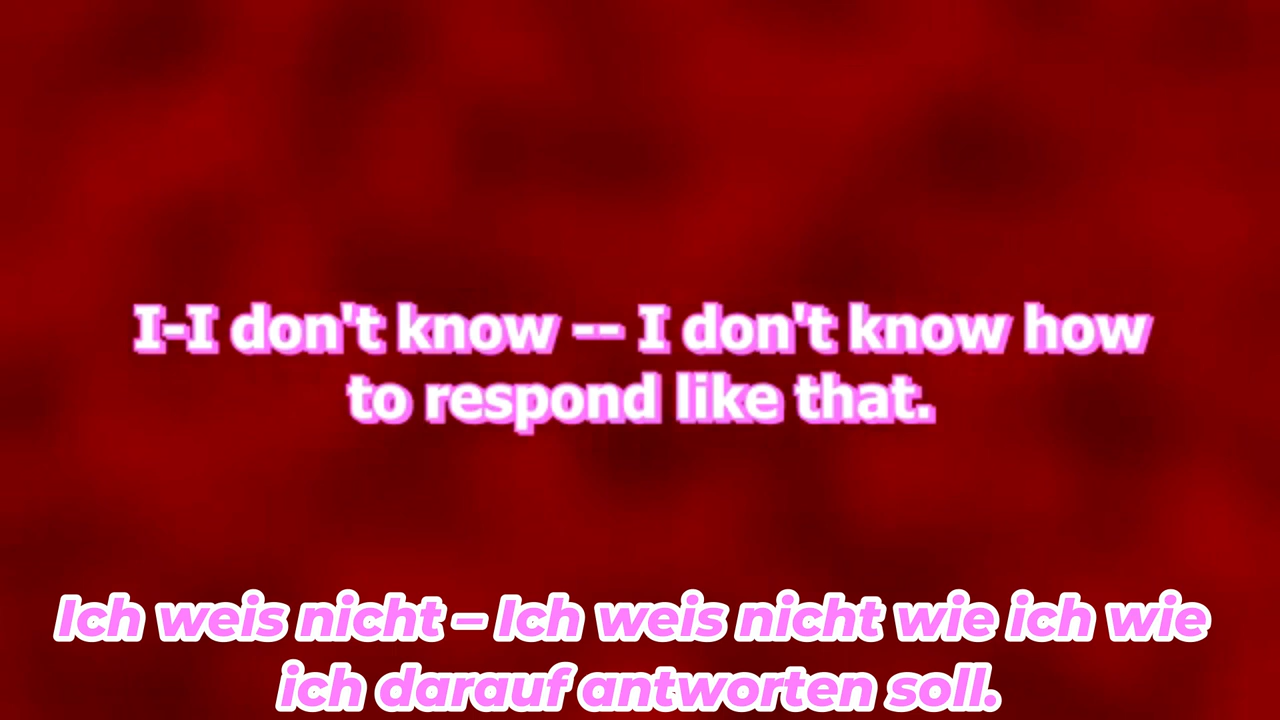 I-I don't know -- I don't know how
to respond like that.
Ich weis nicht – Ich weis nicht wie ich wie
ich darauf antworten soll.